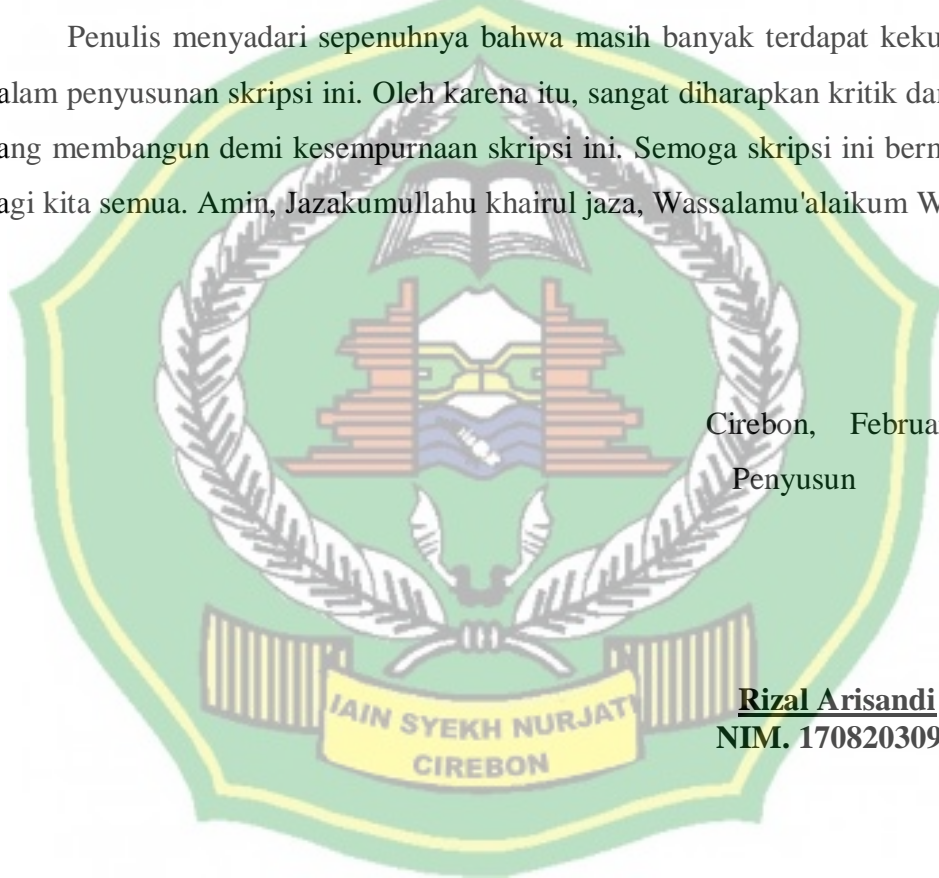 Penulis menyadari sepenuhnya bahwa masih banyak terdapat keku
alam penyusunan skripsi ini. Oleh karena itu, sangat diharapkan kritik dan
ang membangun demi kesempurnaan skripsi ini. Semoga skripsi ini berm
agi kita semua. Amin, Jazakumullahu khairul jaza, Wassalamu'alaikum W
Cirebon, Februa
Penyusun
Rizal Arisandi
NIM. 170820309
IAIN SYEKH NURJATI
CIREBON